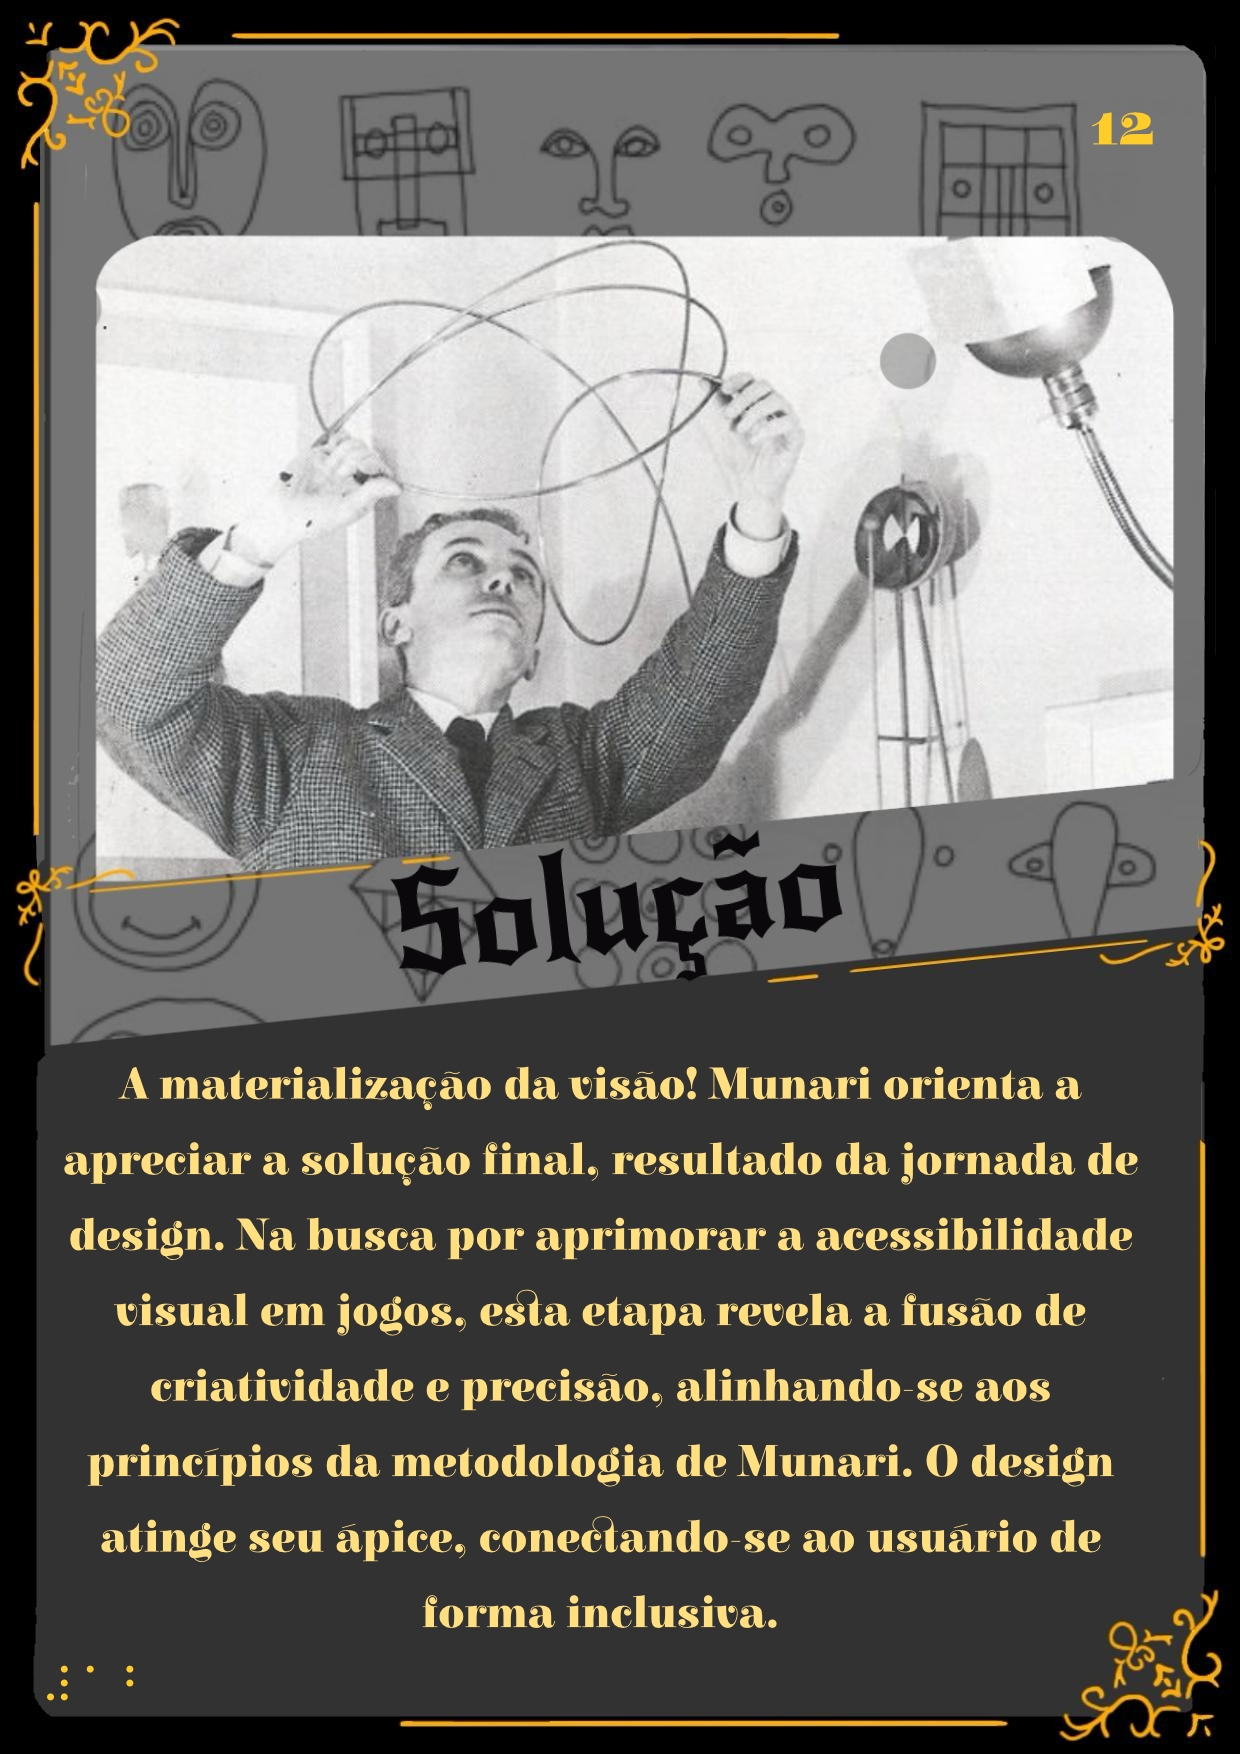 12
Solução
A materialização da visão! Munari orienta a
apreciar a solução final, resultado da jornada de
design. Na busca por aprimorar a acessibilidade
visual em jogos, esta etapa revela a fusão de
criatividade e precisão, alinhando-se aos
princípios da metodologia de Munari. O design
atinge seu ápice, conectando-se ao usuário de
forma inclusiva.
⠼⠁⠃